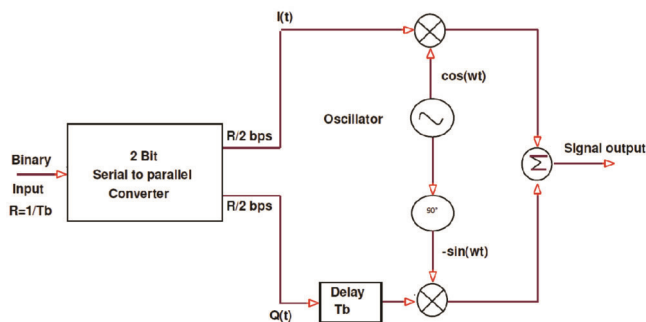 I(t)
cos(wt)
Oscillator
R/2 bps
2 Bit
Serial to parallel
Converter
Binary
Input
R=1/Tb
R/2 bps
Σ
Signal output
90°
-sin(wt)
Delay
Tb
Q(t)